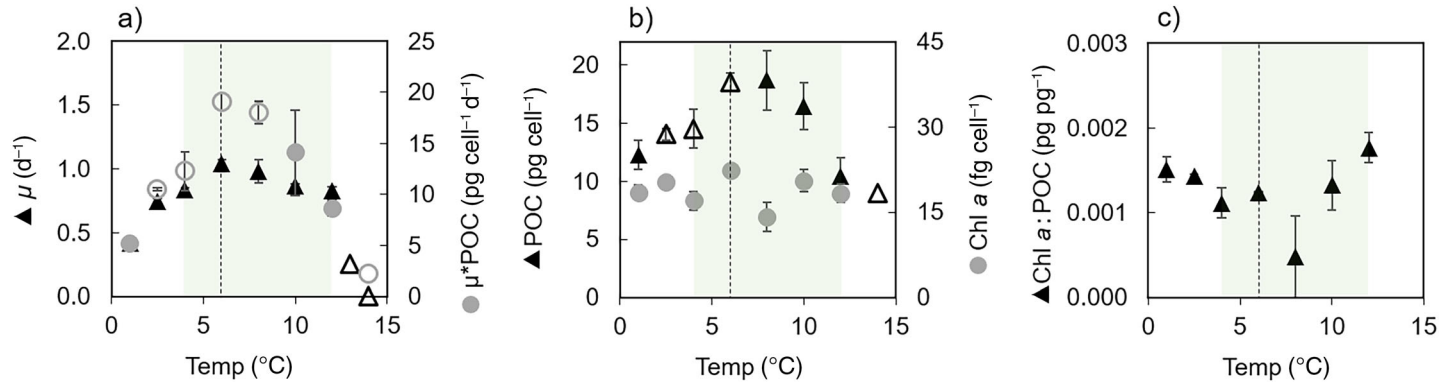 a)
2.0
1.5
1.0
0.5
0.0
▲ μ (d⁻¹)
25
20
15
10
5
0
μ*POC (pg cell⁻¹ d⁻¹)
0 5 10 15
Temp (°C)
b)
20
15
10
5
0
▲ POC (pg cell⁻¹)
45
30
15
0
Chl a (fg cell⁻¹)
0 5 10 15
Temp (°C)
c)
0.003
0.002
0.001
0.000
▲ Chl a : POC (pg pg⁻¹)
0 5 10 15
Temp (°C)